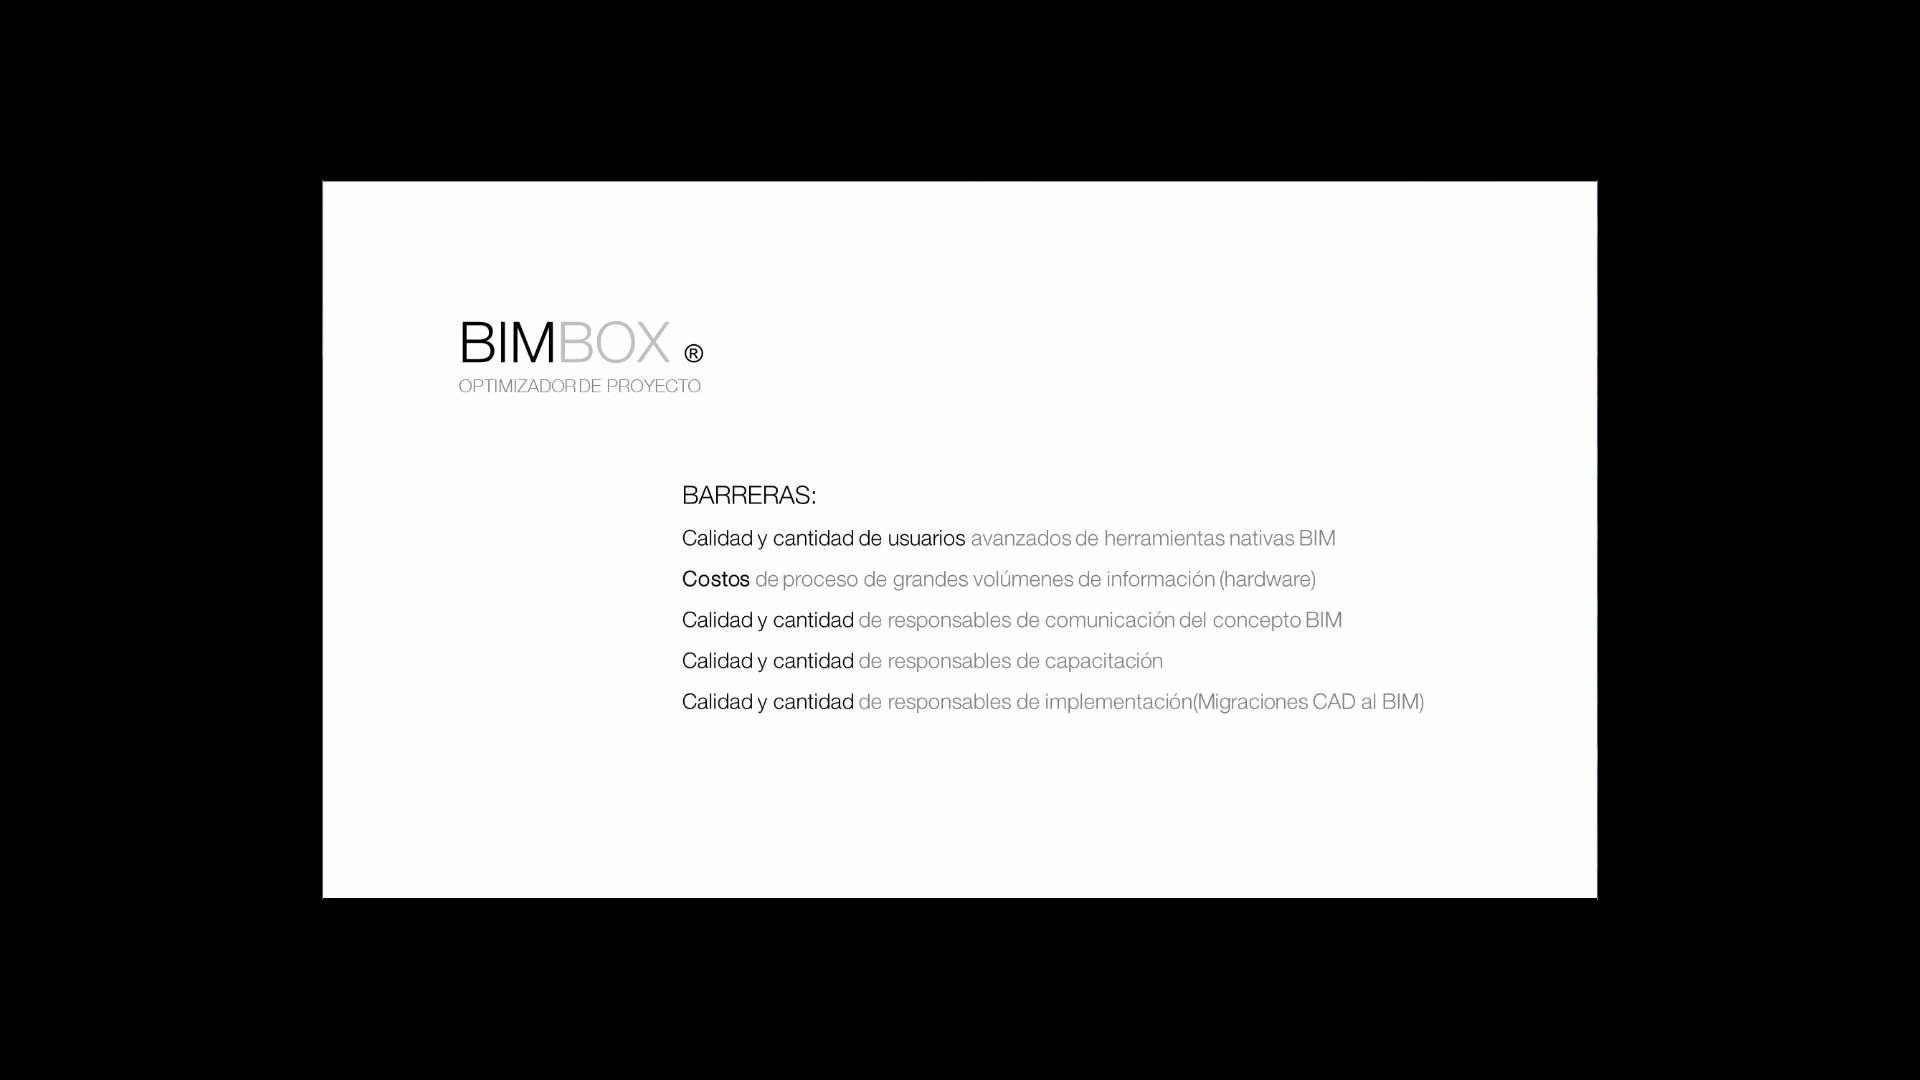 BIMBOX ®
OPTIMIZADOR DE PROYECTO
BARRERAS:
Calidad y cantidad de usuarios avanzados de herramientas nativas BIM
Costos de proceso de grandes volúmenes de información (hardware)
Calidad y cantidad de responsables de comunicación del concepto BIM
Calidad y cantidad de responsables de capacitación
Calidad y cantidad de responsables de implementación(Migraciones CAD al BIM)